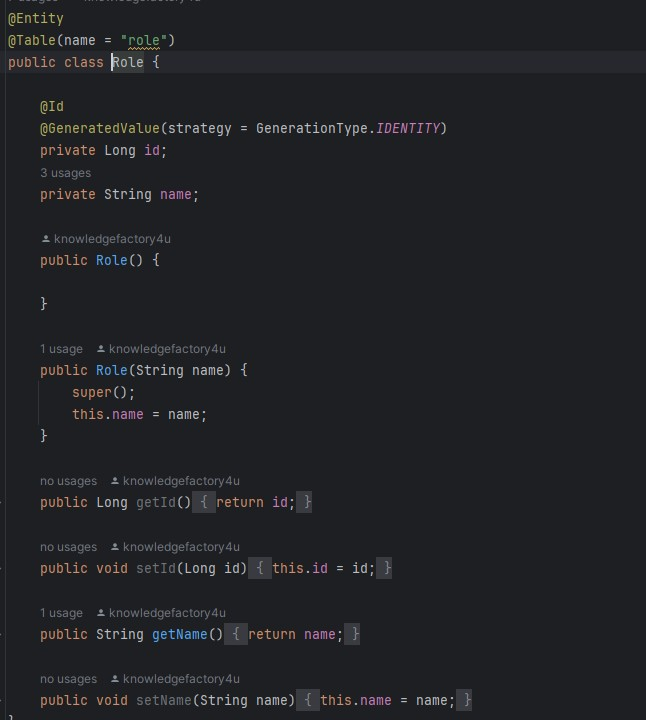 @Entity
@Table(name = "role")
public class Role {
@Id
@GeneratedValue(strategy = GenerationType.IDENTITY)
private Long id;
3 usages
private String name;
knowledgefactory4u
public Role() {
}
1 usage knowledgefactory4u
public Role(String name) {
super();
this.name = name;
}
no usages knowledgefactory4u
public Long getId() { return id; }
no usages knowledgefactory4u
public void setId(Long id) { this.id = id; }
1 usage knowledgefactory4u
public String getName() { return name; }
no usages knowledgefactory4u
public void setName(String name) { this.name = name; }